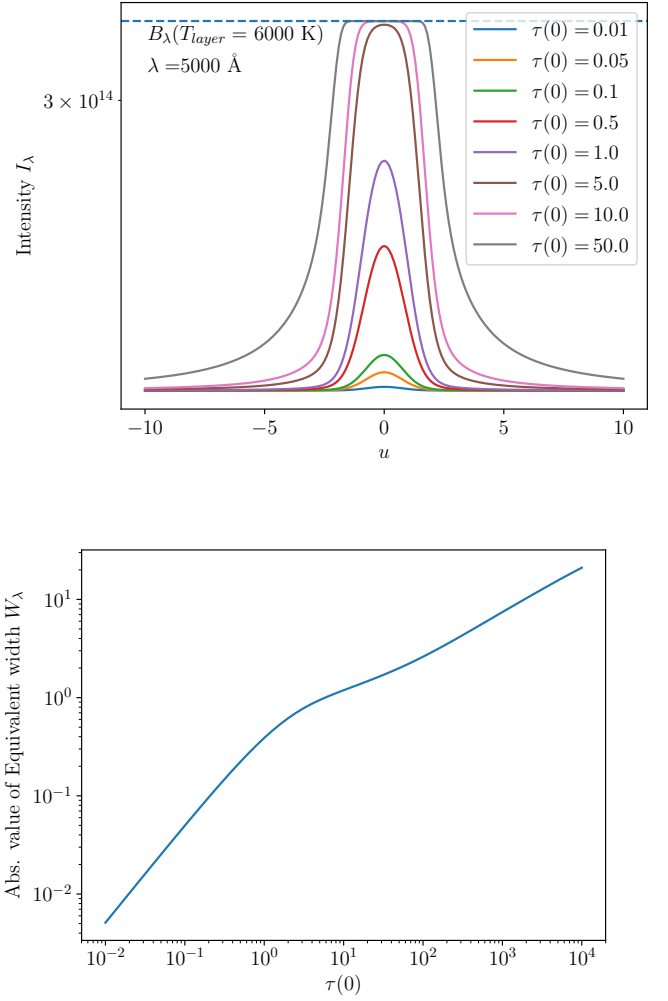 B_λ(T_layer = 6000 K)
λ =5000 Å
3 × 10^14
Intensity I_λ
τ(0) = 0.01
τ(0) = 0.05
τ(0) = 0.1
τ(0) = 0.5
τ(0) = 1.0
τ(0) = 5.0
τ(0) = 10.0
τ(0) = 50.0
−10 −5 0 5 10
u
Abs. value of Equivalent width W_λ
10^1
10^0
10^−1
10^−2
10^−2 10^−1 10^0 10^1 10^2 10^3 10^4
τ(0)